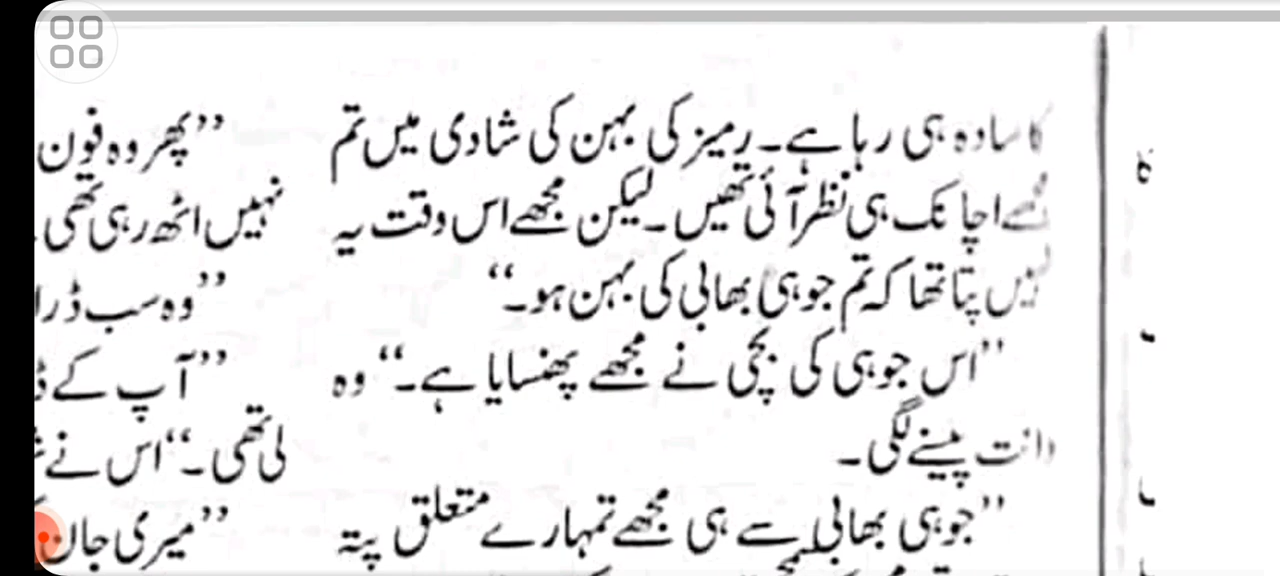 کا سادہ ہی رہا ہے۔ رمیز کی بہن کی شادی میں تم
مجھے اچانک ہی نظر آئی تھیں۔ لیکن مجھے اس وقت یہ
نہیں پتا تھا کہ تم جوہی بھابی کی بہن ہو۔“
”اس جوہی کی بچی نے مجھے پھنسایا ہے۔“ وہ
دانت پیسنے لگی۔
”جوہی بھابی سے ہی مجھے تمہارے متعلق پتہ
”پھر وہ فون
نہیں اٹھ رہی تھی۔
”وہ سب ڈرا
”آپ کے
لی تھی۔“ اس نے
”میری جان
کا